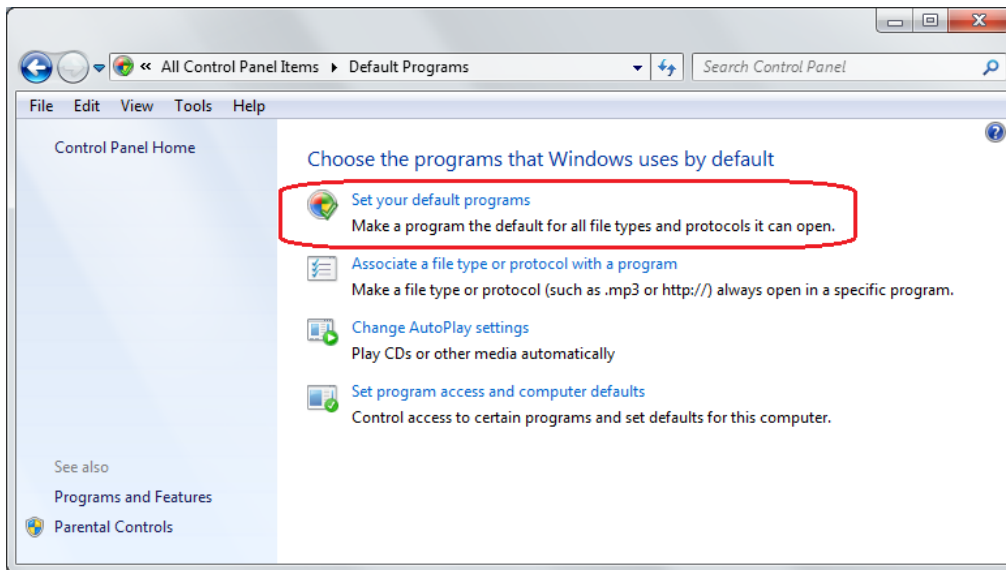 « All Control Panel Items ▸ Default Programs
Search Control Panel
File Edit View Tools Help
Control Panel Home
Choose the programs that Windows uses by default
Set your default programs
Make a program the default for all file types and protocols it can open.
Associate a file type or protocol with a program
Make a file type or protocol (such as .mp3 or http://) always open in a specific program.
Change AutoPlay settings
Play CDs or other media automatically
Set program access and computer defaults
Control access to certain programs and set defaults for this computer.
See also
Programs and Features
Parental Controls